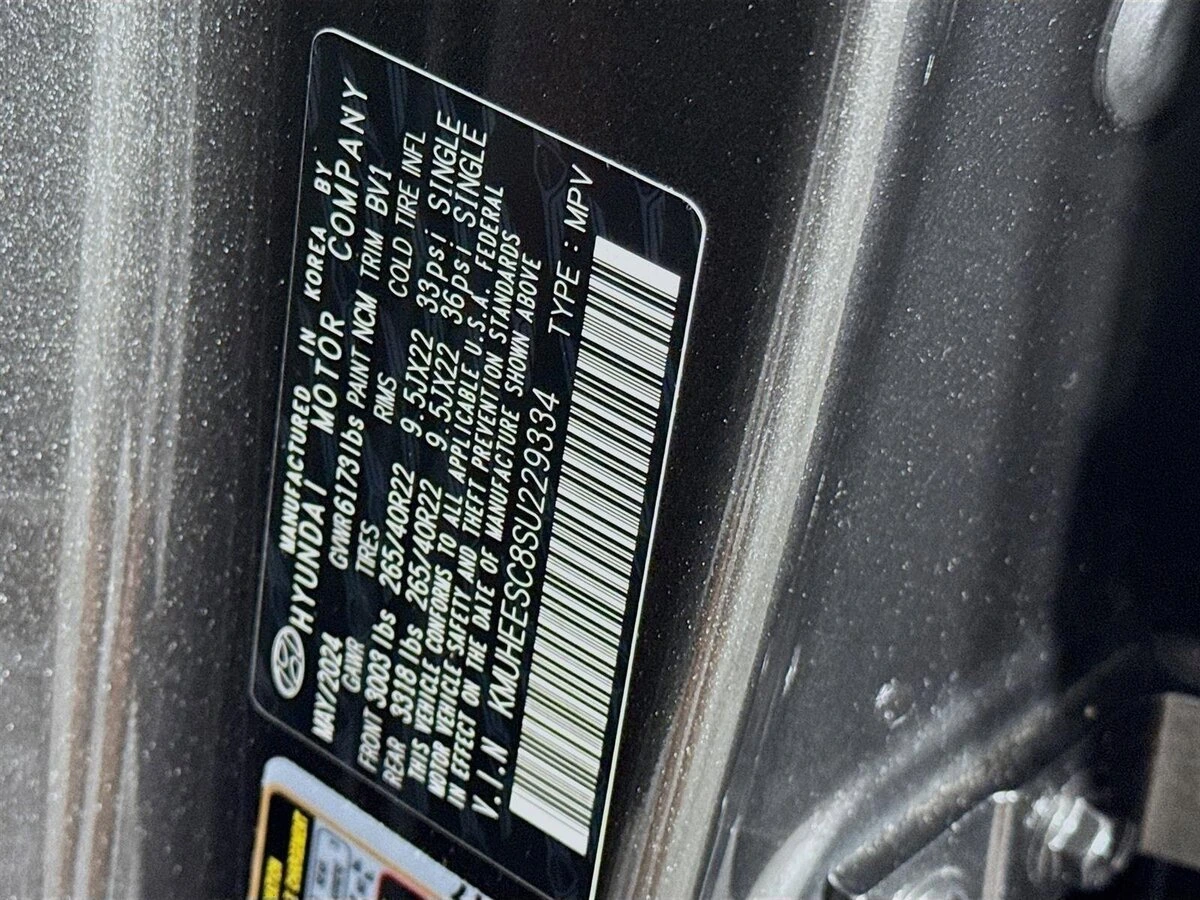 MANUFACTURED IN KOREA BY
HYUNDAI MOTOR COMPANY
MAY/2024 GVWR6173lbs PAINT NCM TRIM BV1
GAWR TIRES RIMS COLD TIRE INFL
FRONT 3003 lbs 265/40R22 9.5JX22 33psi SINGLE
REAR 3318 lbs 265/40R22 9.5JX22 36psi SINGLE
THIS VEHICLE CONFORMS TO ALL APPLICABLE U.S.A. FEDERAL
MOTOR VEHICLE SAFETY AND THEFT PREVENTION STANDARDS
IN EFFECT ON THE DATE OF MANUFACTURE SHOWN ABOVE
V.I.N KMUHEESC8SU229334 TYPE : MPV